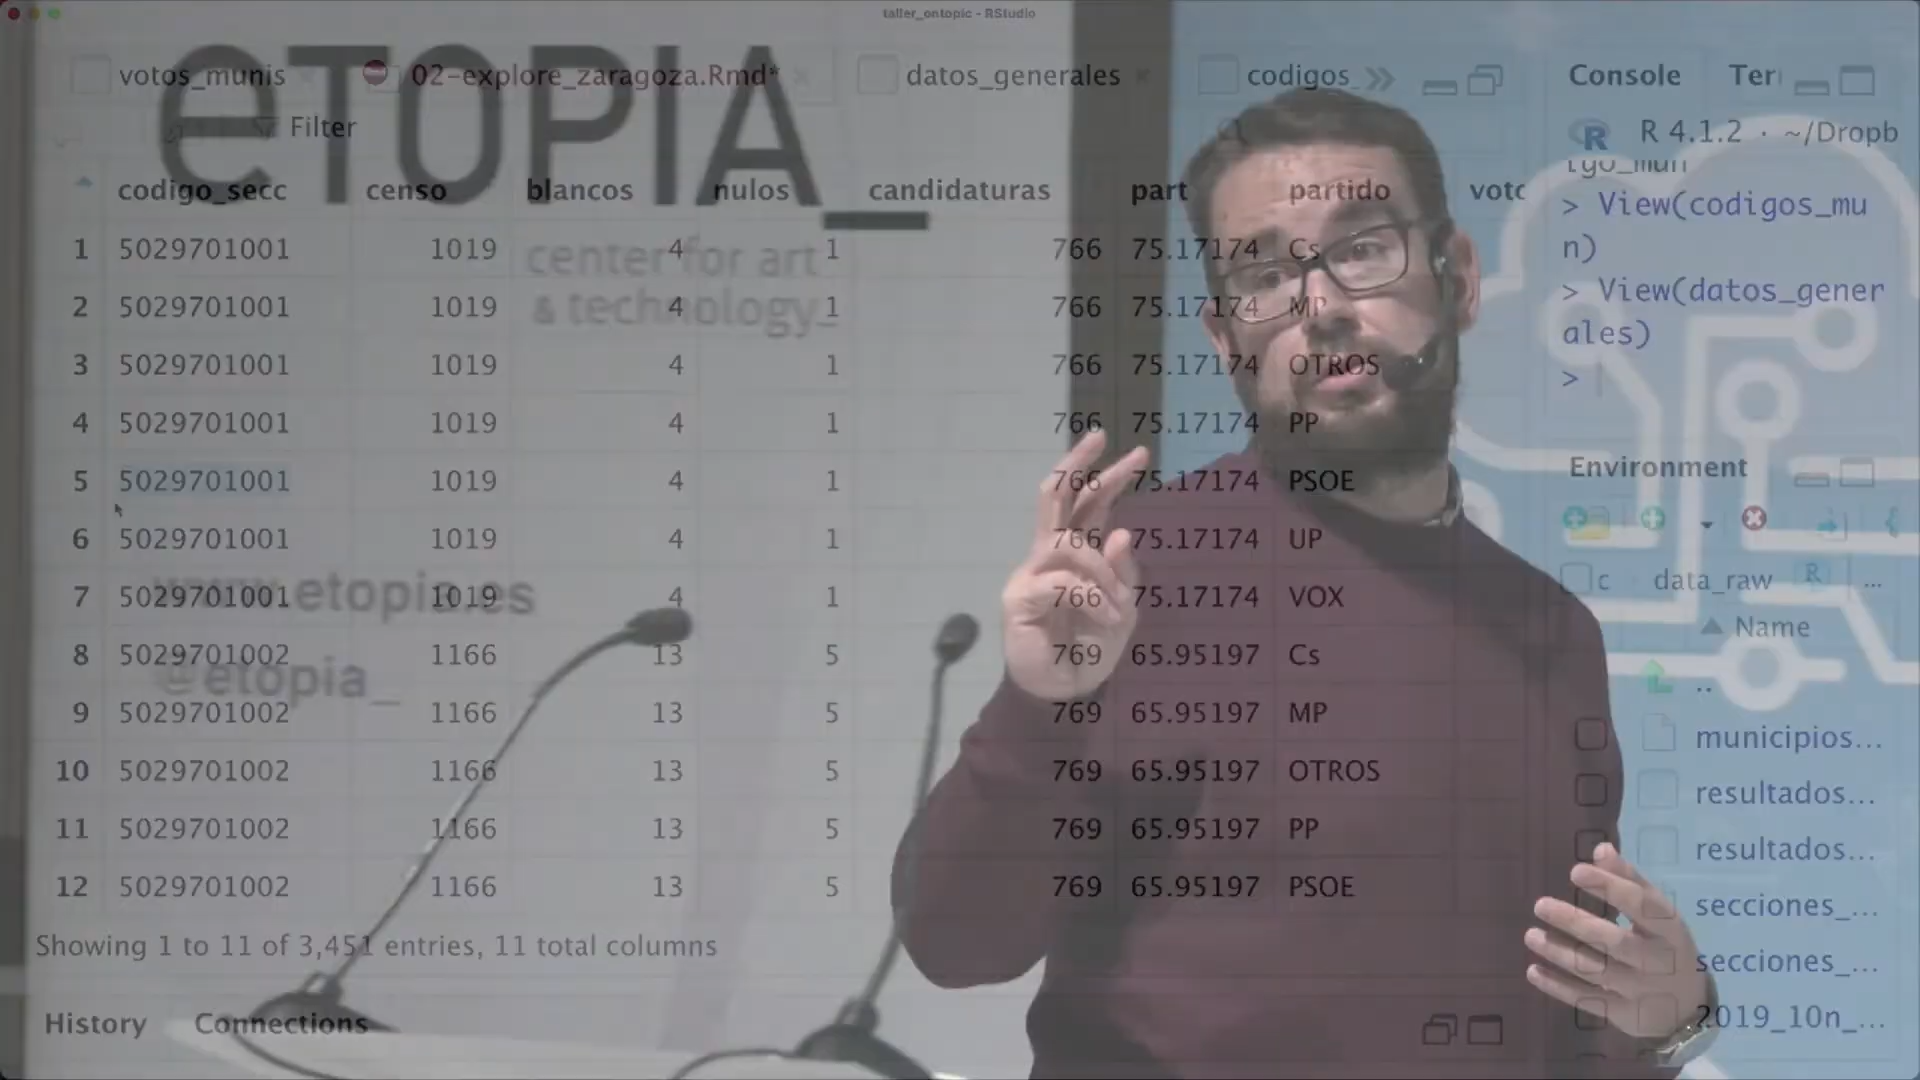 taller_ontopic - RStudio
eTOPIA_
center for art
& technology_
www.etopia.es
@etopia_
votos_munis
02-explore_zaragoza.Rmd*
datos_generales
codigos_
Filter
codigo_secc censo blancos nulos candidaturas part partido voto
1 5029701001 1019 4 1 766 75.17174 Cs
2 5029701001 1019 4 1 766 75.17174 MP
3 5029701001 1019 4 1 766 75.17174 OTROS
4 5029701001 1019 4 1 766 75.17174 PP
5 5029701001 1019 4 1 766 75.17174 PSOE
6 5029701001 1019 4 1 766 75.17174 UP
7 5029701001 1019 4 1 766 75.17174 VOX
8 5029701002 1166 13 5 769 65.95197 Cs
9 5029701002 1166 13 5 769 65.95197 MP
10 5029701002 1166 13 5 769 65.95197 OTROS
11 5029701002 1166 13 5 769 65.95197 PP
12 5029701002 1166 13 5 769 65.95197 PSOE
Showing 1 to 11 of 3,451 entries, 11 total columns
History Connections
Console Ter
R 4.1.2 · ~/Dropb
> View(codigos_mu
n)
> View(datos_gener
ales)
>
Environment
c data_raw R ...
Name
..
municipios...
resultados...
resultados...
secciones_...
secciones_...
2019_10n_...